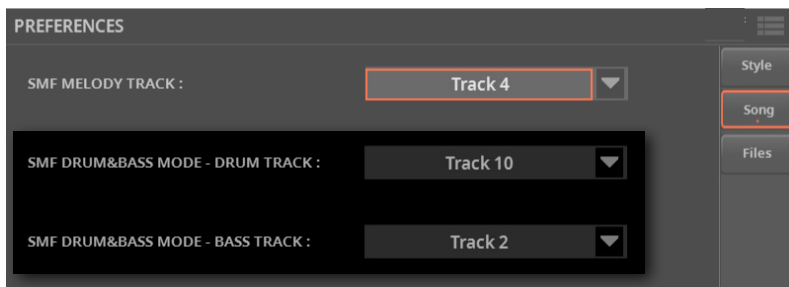 PREFERENCES
SMF MELODY TRACK : Track 4
Style
Song
SMF DRUM&BASS MODE - DRUM TRACK : Track 10
Files
SMF DRUM&BASS MODE - BASS TRACK : Track 2